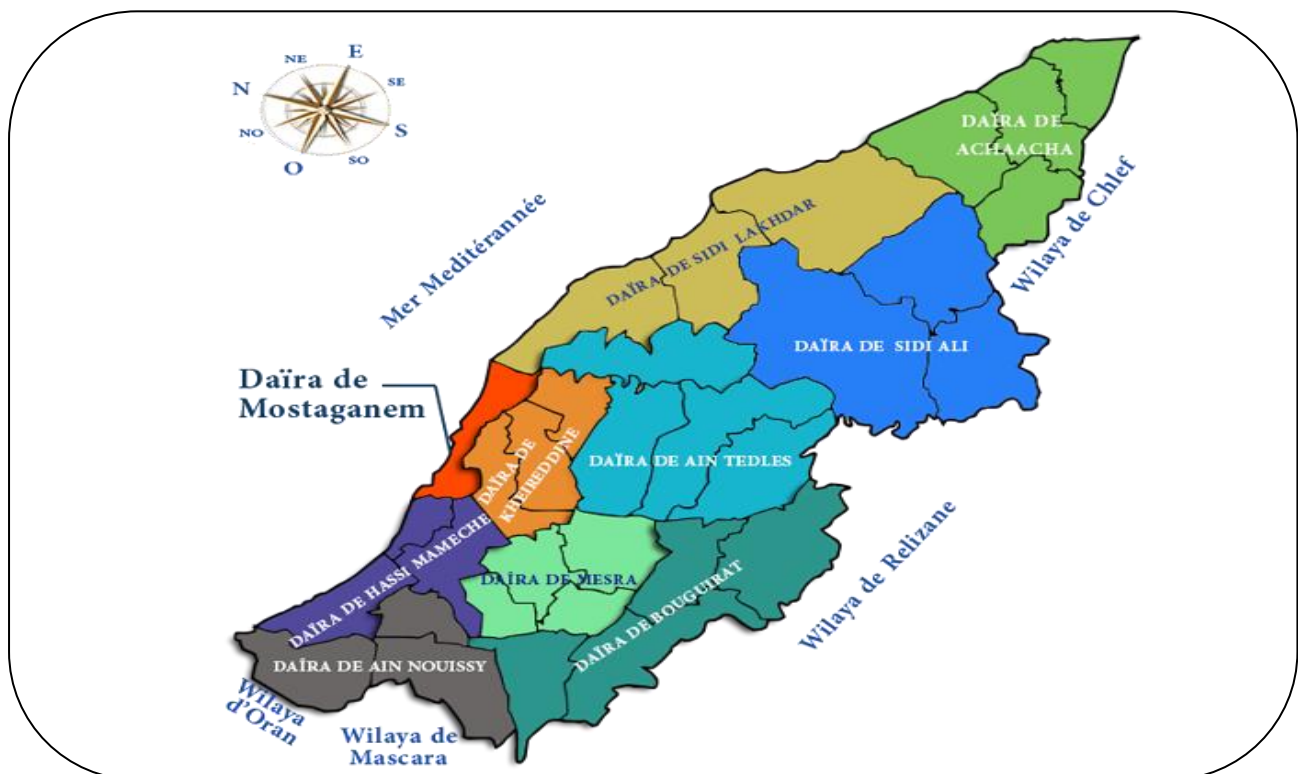 NE
E
N
SE
NO
S
O
SO
DAÏRA DE
ACHAACHA
Mer Meditérannée
DAÏRA DE SIDI LAKHDAR
Wilaya de Chlef
DAÏRA DE SIDI ALI
Daïra de
Mostaganem
DAÏRA DE
KHEIREDDINE
DAÏRA DE AIN TEDLES
DAÏRA DE HASSI MAMECHE
DAÏRA DE MESRA
DAÏRA DE BOUGUIRAT
Wilaya de Relizane
DAÏRA DE AIN NOUISSY
Wilaya
d'Oran
Wilaya de
Mascara